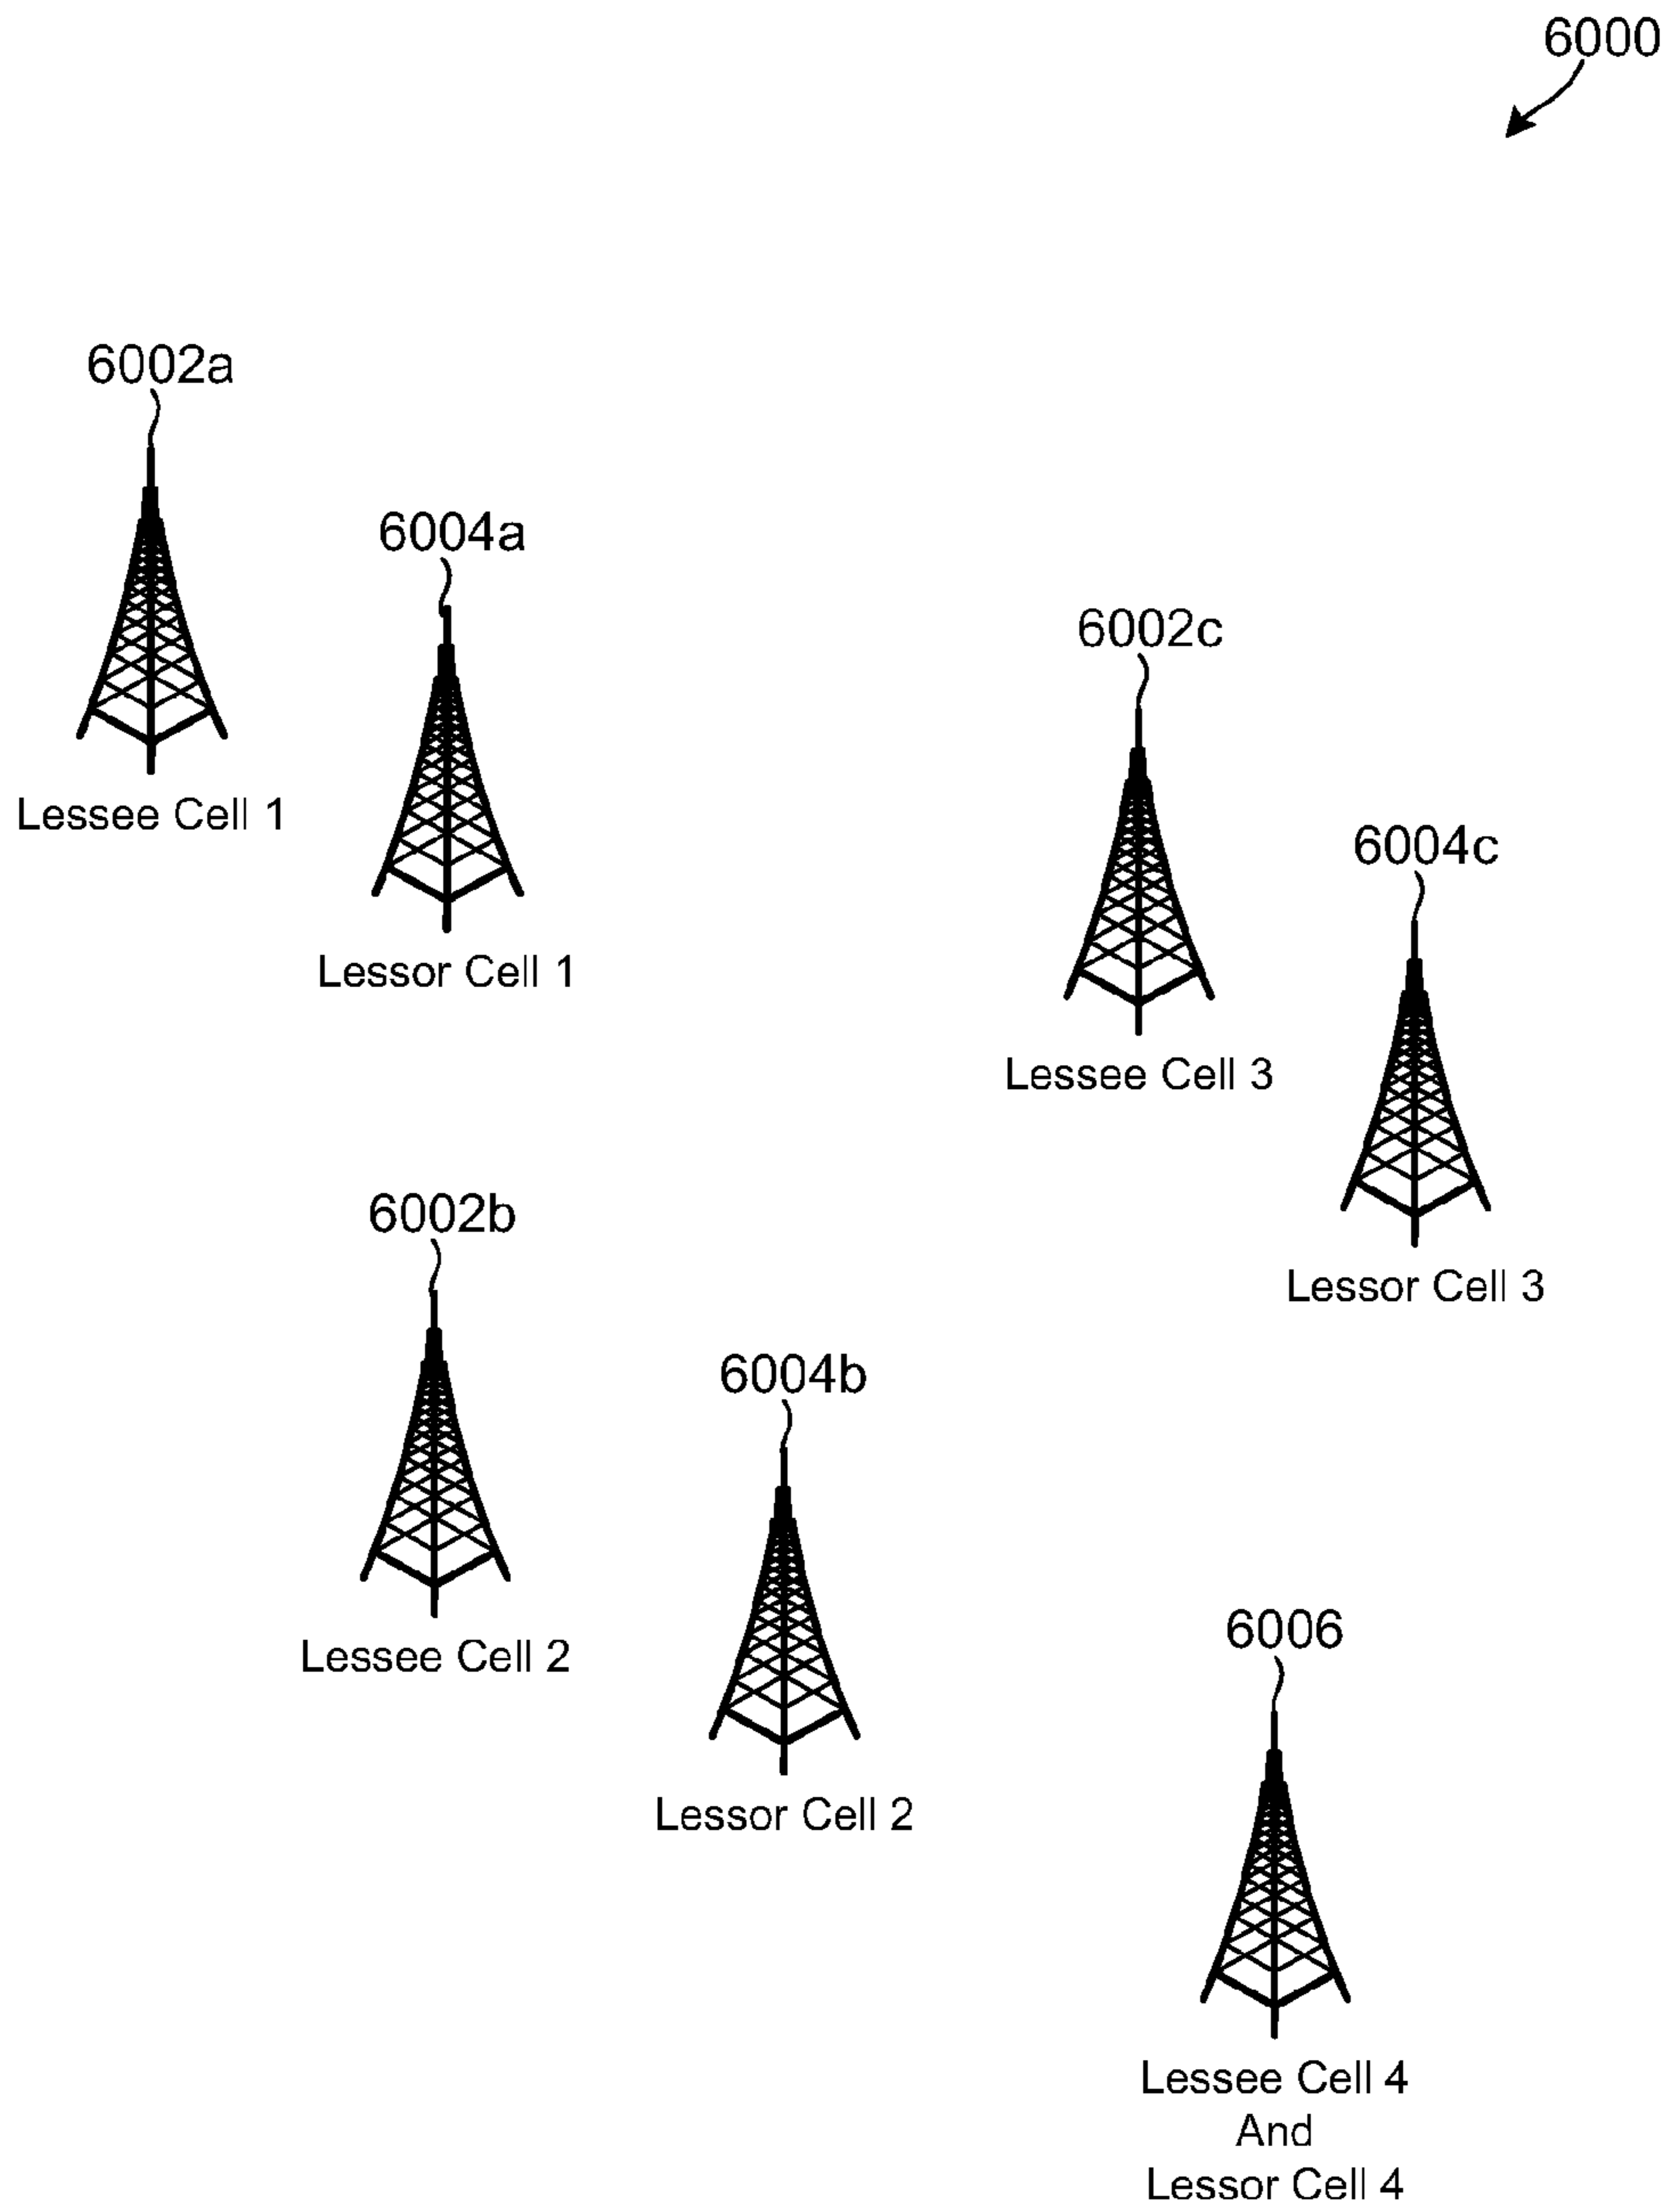 6000
6002a
6004a
6002c
Lessee Cell 1
6004c
Lessor Cell 1
Lessee Cell 3
6002b
Lessor Cell 3
6004b
Lessee Cell 2
6006
Lessor Cell 2
Lessee Cell 4
And
Lessor Cell 4